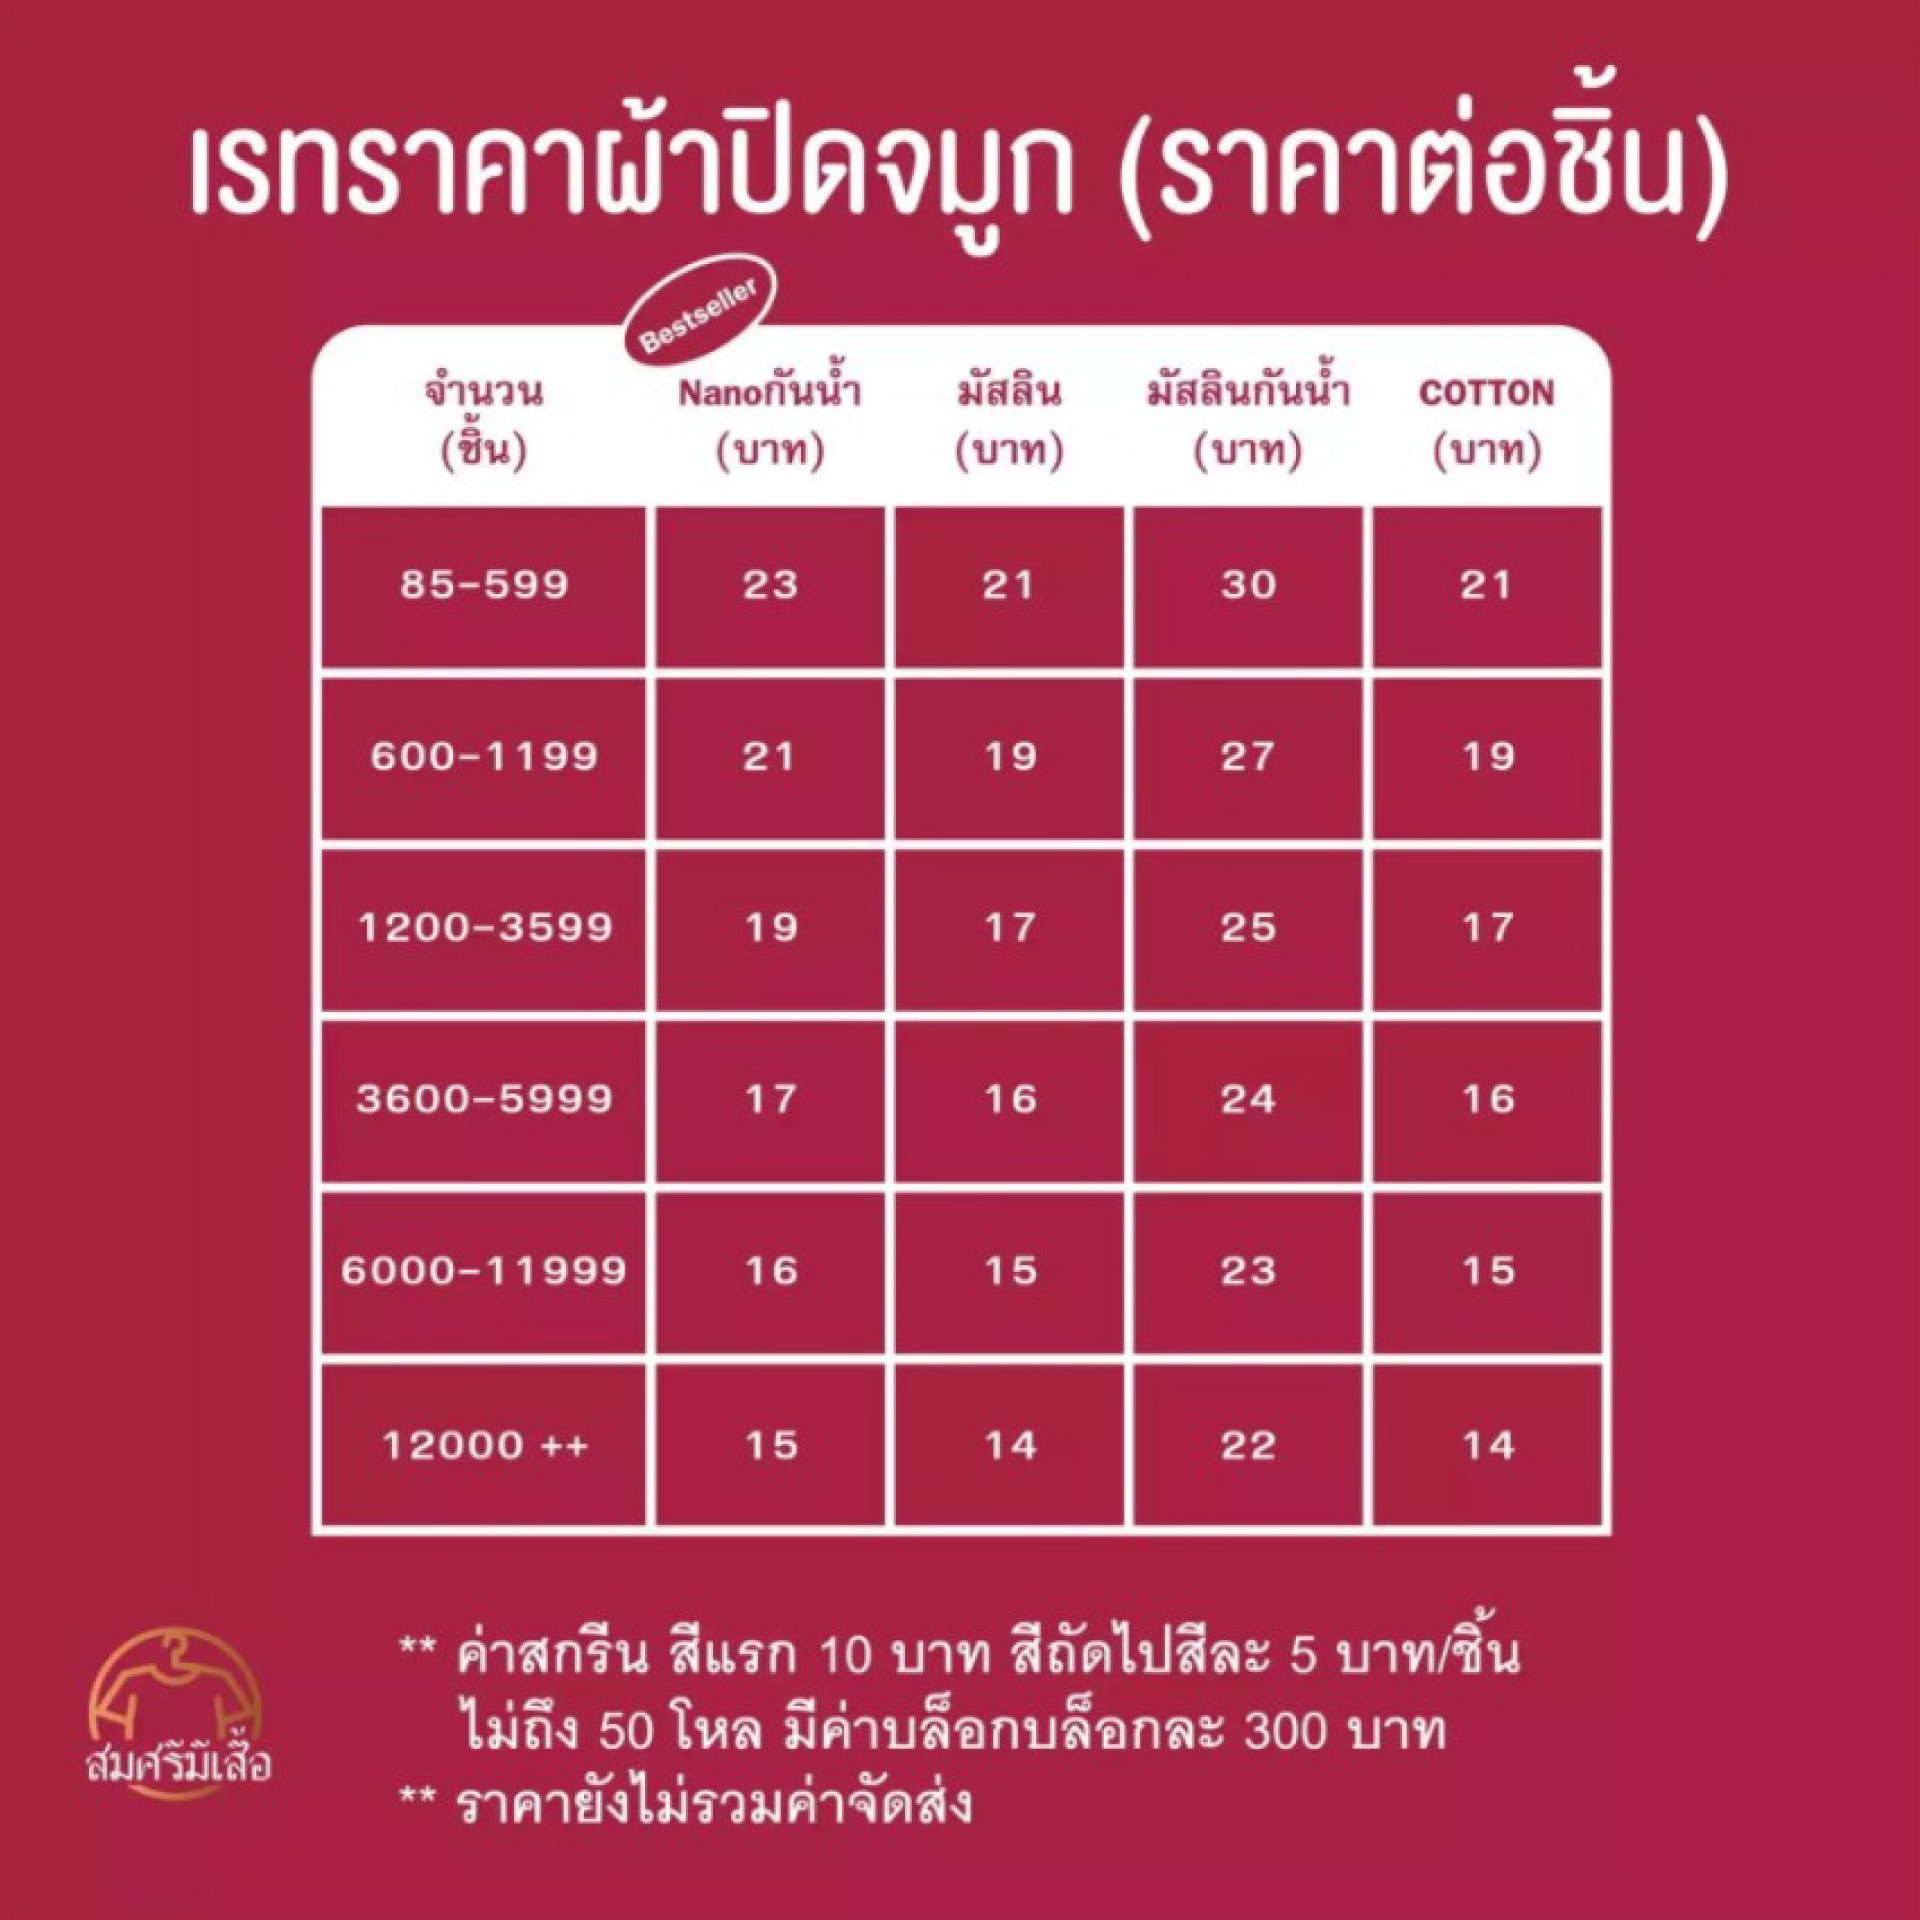 เรทราคาผ้าปิดจมูก (ราคาต่อชิ้น)
Bestseller
จำนวน (ชิ้น) Nanoกันน้ำ (บาท) มัสลิน (บาท) มัสลินกันน้ำ (บาท) COTTON (บาท)
85-599 23 21 30 21
600-1199 21 19 27 19
1200-3599 19 17 25 17
3600-5999 17 16 24 16
6000-11999 16 15 23 15
12000 ++ 15 14 22 14
** ค่าสกรีน สีแรก 10 บาท สีถัดไปสีละ 5 บาท/ชิ้น
ไม่ถึง 50 โหล มีค่าบล็อกบล็อกละ 300 บาท
** ราคายังไม่รวมค่าจัดส่ง
สมศรีมีเสื้อ